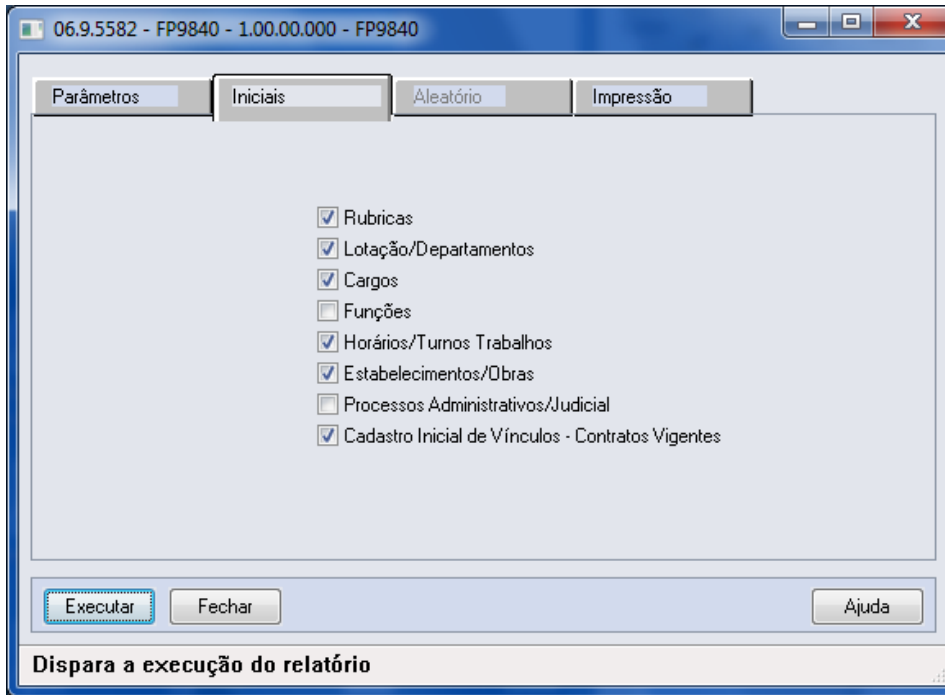 06.9.5582 - FP9840 - 1.00.00.000 - FP9840
Parâmetros Iniciais Aleatório Impressão
Rubricas
Lotação/Departamentos
Cargos
Funções
Horários/Turnos Trabalhos
Estabelecimentos/Obras
Processos Administrativos/Judicial
Cadastro Inicial de Vínculos - Contratos Vigentes
Executar Fechar Ajuda
Dispara a execução do relatório